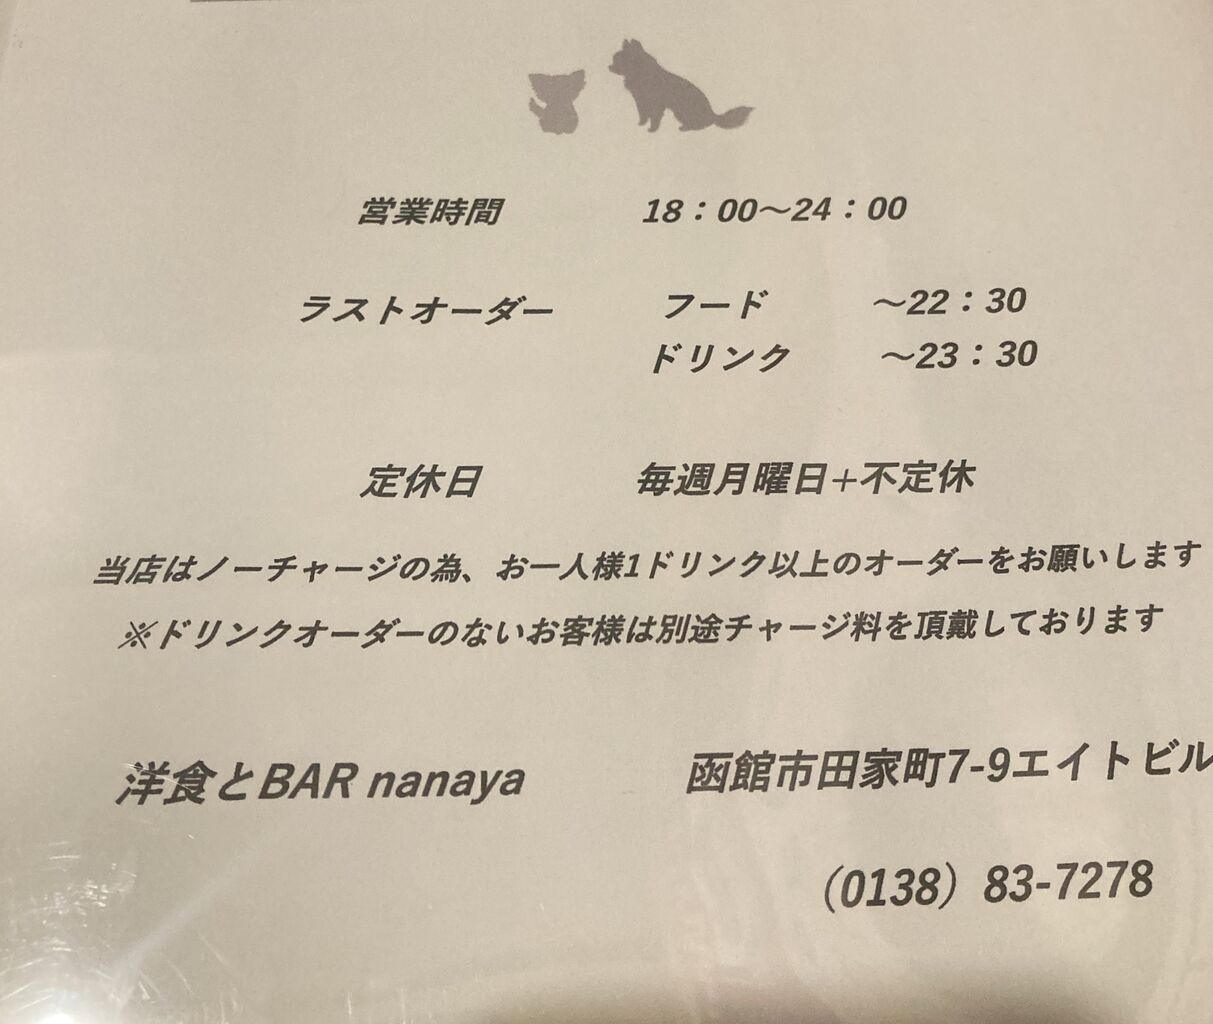 営業時間 18：00～24：00
ラストオーダー フード ～22：30
ドリンク ～23：30
定休日 毎週月曜日+不定休
当店はノーチャージの為、お一人様1ドリンク以上のオーダーをお願いします
※ドリンクオーダーのないお客様は別途チャージ料を頂戴しております
洋食とBAR nanaya 函館市田家町7-9エイトビル
（0138）83-7278